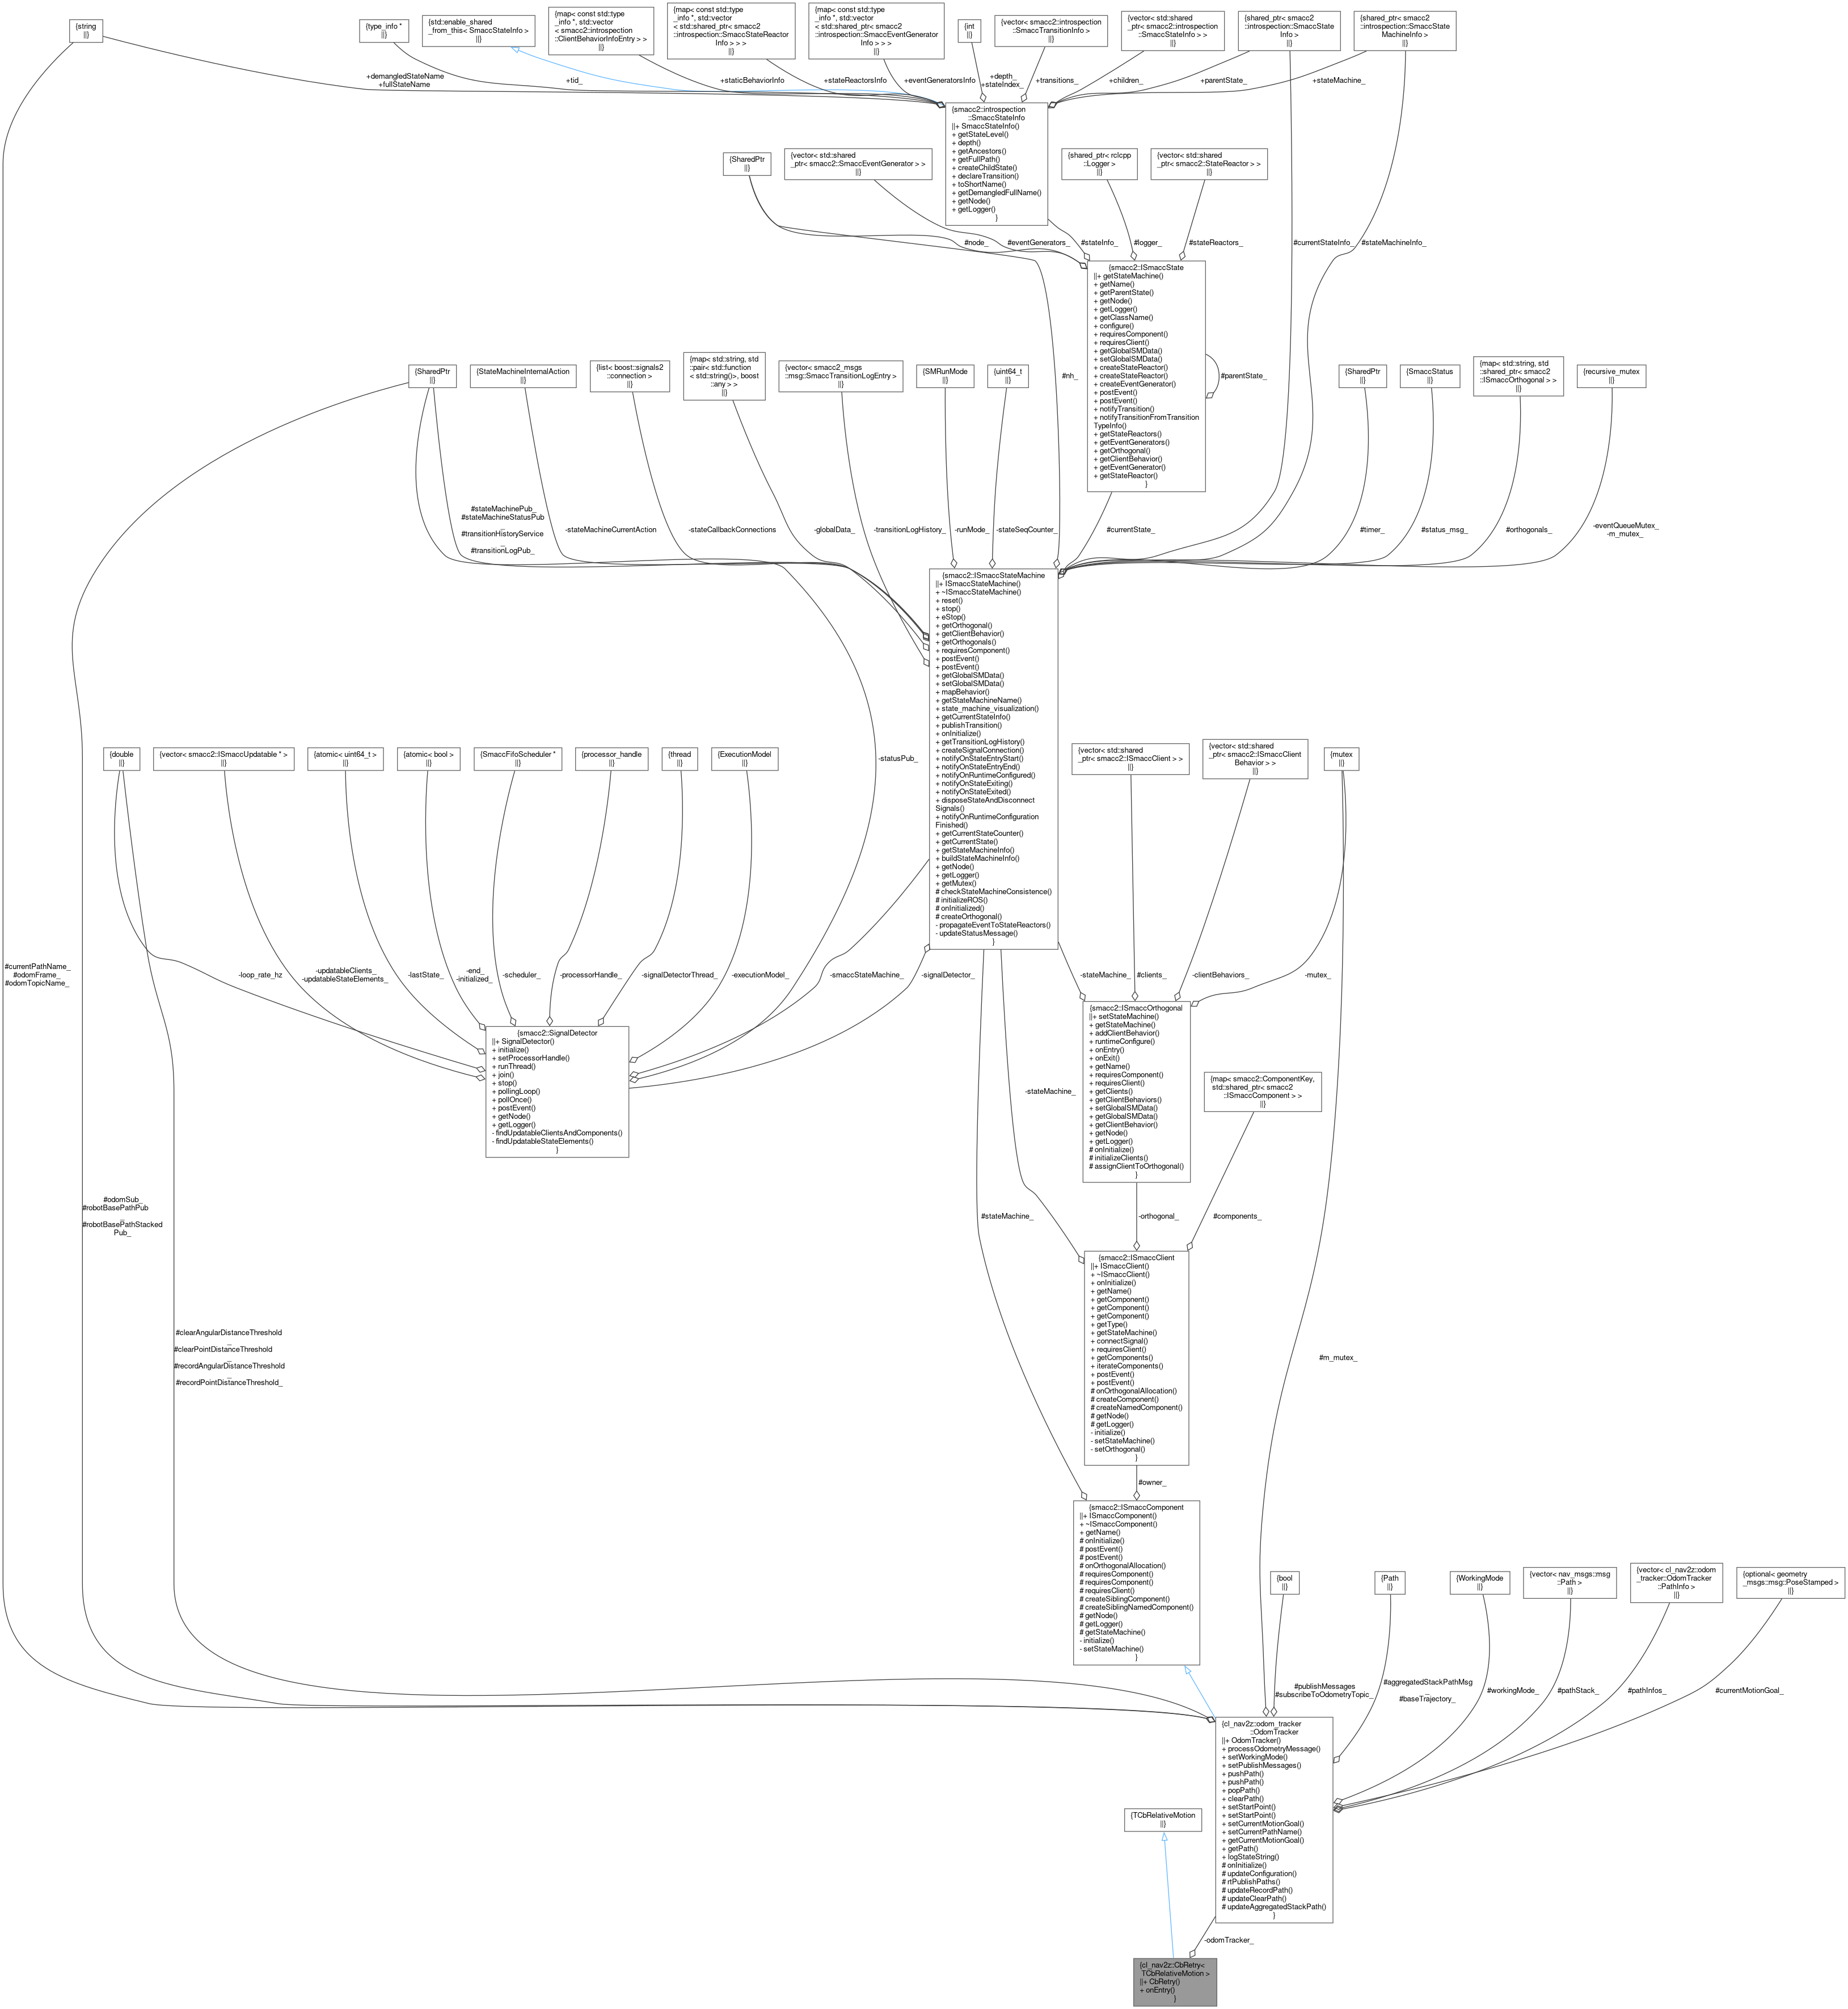 {string
||}
{type_info *
||}
{std::enable_shared
_from_this< SmaccStateInfo >
||}
{map< const std::type
_info *, std::vector
< smacc2::introspection
::ClientBehaviorInfoEntry > >
||}
{map< const std::type
_info *, std::vector
< std::shared_ptr< smacc2
::introspection::SmaccStateReactor
Info > > >
||}
{map< const std::type
_info *, std::vector
< std::shared_ptr< smacc2
::introspection::SmaccEventGenerator
Info > > >
||}
{int
||}
{vector< smacc2::introspection
::SmaccTransitionInfo >
||}
{vector< std::shared
_ptr< smacc2::introspection
::SmaccStateInfo > >
||}
{shared_ptr< smacc2
::introspection::SmaccState
Info >
||}
{shared_ptr< smacc2
::introspection::SmaccState
MachineInfo >
||}
+demangledStateName
+fullStateName
+tid_
+staticBehaviorInfo
+stateReactorsInfo
+eventGeneratorsInfo
+depth_
+stateIndex_
+transitions_
+children_
+parentState_
+stateMachine_
{smacc2::introspection
::SmaccStateInfo
||+ SmaccStateInfo()
+ getStateLevel()
+ depth()
+ getAncestors()
+ getFullPath()
+ createChildState()
+ declareTransition()
+ toShortName()
+ getDemangledFullName()
+ getNode()
+ getLogger()
}
{SharedPtr
||}
{vector< std::shared
_ptr< smacc2::SmaccEventGenerator > >
||}
{shared_ptr< rclcpp
::Logger >
||}
{vector< std::shared
_ptr< smacc2::StateReactor > >
||}
#node_
#eventGenerators_
#stateInfo_
#logger_
#stateReactors_
#currentStateInfo_
#stateMachineInfo_
{smacc2::ISmaccState
||+ getStateMachine()
+ getName()
+ getParentState()
+ getNode()
+ getLogger()
+ getClassName()
+ configure()
+ requiresComponent()
+ requiresClient()
+ getGlobalSMData()
+ setGlobalSMData()
+ createStateReactor()
+ createStateReactor()
+ createEventGenerator()
+ postEvent()
+ postEvent()
+ notifyTransition()
+ notifyTransitionFromTransition
TypeInfo()
+ getStateReactors()
+ getEventGenerators()
+ getOrthogonal()
+ getClientBehavior()
+ getEventGenerator()
+ getStateReactor()
}
#parentState_
#nh_
{SharedPtr
||}
{StateMachineInternalAction
||}
{list< boost::signals2
::connection >
||}
{map< std::string, std
::pair< std::function
< std::string()>, boost
::any > >
||}
{vector< smacc2_msgs
::msg::SmaccTransitionLogEntry >
||}
{SMRunMode
||}
{uint64_t
||}
{SharedPtr
||}
{SmaccStatus
||}
{map< std::string, std
::shared_ptr< smacc2
::ISmaccOrthogonal > >
||}
{recursive_mutex
||}
#stateMachinePub_
#stateMachineStatusPub
_
#transitionHistoryService
_
#transitionLogPub_
-stateMachineCurrentAction
-stateCallbackConnections
-globalData_
-transitionLogHistory_
-runMode_
-stateSeqCounter_
#currentState_
#timer_
#status_msg_
#orthogonals_
-eventQueueMutex_
-m_mutex_
{smacc2::ISmaccStateMachine
||+ ISmaccStateMachine()
+ ~ISmaccStateMachine()
+ reset()
+ stop()
+ eStop()
+ getOrthogonal()
+ getClientBehavior()
+ getOrthogonals()
+ requiresComponent()
+ postEvent()
+ postEvent()
+ getGlobalSMData()
+ setGlobalSMData()
+ mapBehavior()
+ getStateMachineName()
+ state_machine_visualization()
+ getCurrentStateInfo()
+ publishTransition()
+ onInitialize()
+ getTransitionLogHistory()
+ createSignalConnection()
+ notifyOnStateEntryStart()
+ notifyOnStateEntryEnd()
+ notifyOnRuntimeConfigured()
+ notifyOnStateExiting()
+ notifyOnStateExited()
+ disposeStateAndDisconnect
Signals()
+ notifyOnRuntimeConfiguration
Finished()
+ getCurrentStateCounter()
+ getCurrentState()
+ getStateMachineInfo()
+ buildStateMachineInfo()
+ getNode()
+ getLogger()
+ getMutex()
# checkStateMachineConsistence()
# initializeROS()
# onInitialized()
# createOrthogonal()
- propagateEventToStateReactors()
- updateStatusMessage()
}
-statusPub_
{double
||}
{vector< smacc2::ISmaccUpdatable * >
||}
{atomic< uint64_t >
||}
{atomic< bool >
||}
{SmaccFifoScheduler *
||}
{processor_handle
||}
{thread
||}
{ExecutionModel
||}
{vector< std::shared
_ptr< smacc2::ISmaccClient > >
||}
{vector< std::shared
_ptr< smacc2::ISmaccClient
Behavior > >
||}
{mutex
||}
#currentPathName_
#odomFrame_
#odomTopicName_
-loop_rate_hz
-updatableClients_
-updatableStateElements_
-lastState_
-end_
-initialized_
-scheduler_
-processorHandle_
-signalDetectorThread_
-executionModel_
-smaccStateMachine_
-signalDetector_
-stateMachine_
#clients_
-clientBehaviors_
-mutex_
{smacc2::SignalDetector
||+ SignalDetector()
+ initialize()
+ setProcessorHandle()
+ runThread()
+ join()
+ stop()
+ pollingLoop()
+ pollOnce()
+ postEvent()
+ getNode()
+ getLogger()
- findUpdatableClientsAndComponents()
- findUpdatableStateElements()
}
{smacc2::ISmaccOrthogonal
||+ setStateMachine()
+ getStateMachine()
+ addClientBehavior()
+ runtimeConfigure()
+ onEntry()
+ onExit()
+ getName()
+ requiresComponent()
+ requiresClient()
+ getClients()
+ getClientBehaviors()
+ setGlobalSMData()
+ getGlobalSMData()
+ getClientBehavior()
+ getNode()
+ getLogger()
# onInitialize()
# initializeClients()
# assignClientToOrthogonal()
}
{map< smacc2::ComponentKey,
std::shared_ptr< smacc2
::ISmaccComponent > >
||}
-stateMachine_
#odomSub_
#robotBasePathPub
_
#robotBasePathStacked
Pub_
#stateMachine_
-orthogonal_
#components_
{smacc2::ISmaccClient
||+ ISmaccClient()
+ ~ISmaccClient()
+ onInitialize()
+ getName()
+ getComponent()
+ getComponent()
+ getComponent()
+ getType()
+ getStateMachine()
+ connectSignal()
+ requiresClient()
+ getComponents()
+ iterateComponents()
+ postEvent()
+ postEvent()
# onOrthogonalAllocation()
# createComponent()
# createNamedComponent()
# getNode()
# getLogger()
- initialize()
- setStateMachine()
- setOrthogonal()
}
#clearAngularDistanceThreshold
_
#clearPointDistanceThreshold
_
#recordAngularDistanceThreshold
_
#recordPointDistanceThreshold_
#m_mutex_
#owner_
{smacc2::ISmaccComponent
||+ ISmaccComponent()
+ ~ISmaccComponent()
+ getName()
# onInitialize()
# postEvent()
# postEvent()
# onOrthogonalAllocation()
# requiresComponent()
# requiresComponent()
# requiresClient()
# createSiblingComponent()
# createSiblingNamedComponent()
# getNode()
# getLogger()
# getStateMachine()
- initialize()
- setStateMachine()
}
{bool
||}
{Path
||}
{WorkingMode
||}
{vector< nav_msgs::msg
::Path >
||}
{vector< cl_nav2z::odom
_tracker::OdomTracker
::PathInfo >
||}
{optional< geometry
_msgs::msg::PoseStamped >
||}
#publishMessages
#subscribeToOdometryTopic_
#aggregatedStackPathMsg
_
#baseTrajectory_
#workingMode_
#pathStack_
#pathInfos_
#currentMotionGoal_
{cl_nav2z::odom_tracker
::OdomTracker
||+ OdomTracker()
+ processOdometryMessage()
+ setWorkingMode()
+ setPublishMessages()
+ pushPath()
+ pushPath()
+ popPath()
+ clearPath()
+ setStartPoint()
+ setStartPoint()
+ setCurrentMotionGoal()
+ setCurrentPathName()
+ getCurrentMotionGoal()
+ getPath()
+ logStateString()
# onInitialize()
# updateConfiguration()
# rtPublishPaths()
# updateRecordPath()
# updateClearPath()
# updateAggregatedStackPath()
}
{TCbRelativeMotion
||}
-odomTracker_
{cl_nav2z::CbRetry<
TCbRelativeMotion >
||+ CbRetry()
+ onEntry()
}